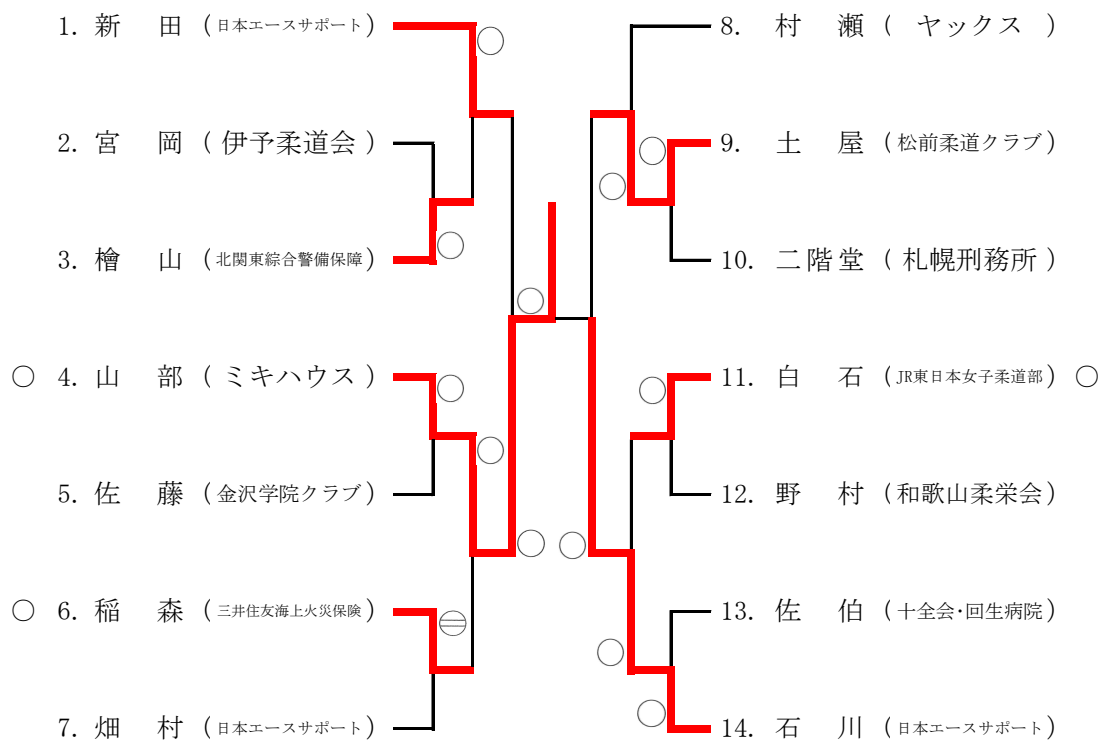 1. 新 田 (日本エースサポート)
2. 宮 岡 ( 伊予柔道会 )
3. 檜 山 (北関東綜合警備保障)
○ 4. 山 部 ( ミキハウス )
5. 佐 藤 (金沢学院クラブ)
○ 6. 稲 森 (三井住友海上火災保険)
7. 畑 村 (日本エースサポート)
8. 村 瀬 ( ヤックス )
9. 土 屋 (松前柔道クラブ)
10. 二階堂 ( 札幌刑務所 )
11. 白 石 (JR東日本女子柔道部) ○
12. 野 村 (和歌山柔栄会)
13. 佐 伯 (十全会・回生病院)
14. 石 川 (日本エースサポート)